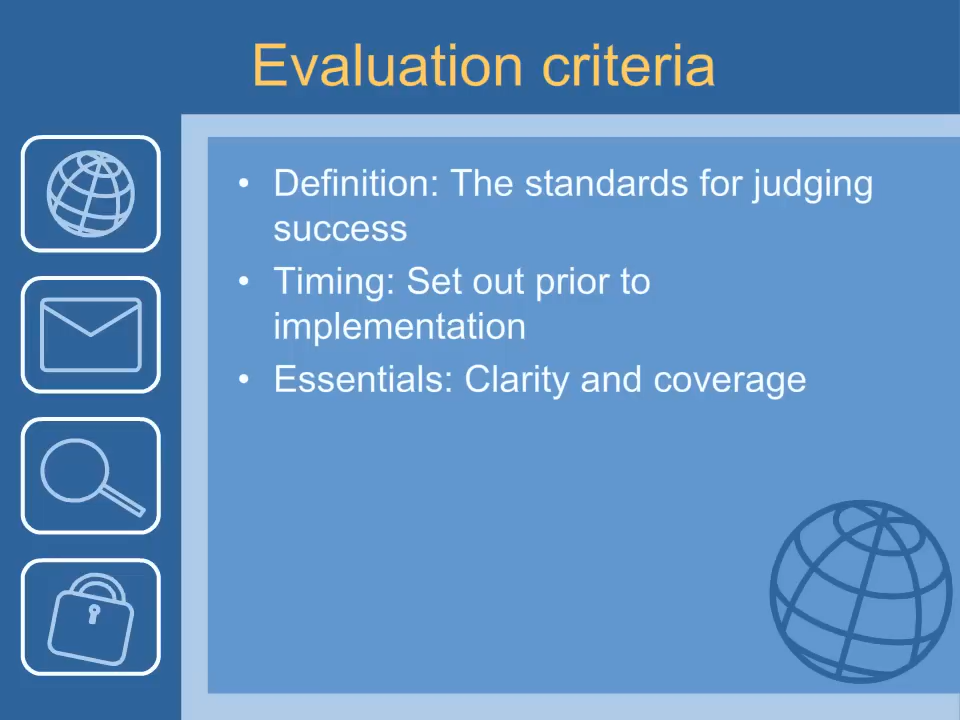 Evaluation criteria
• Definition: The standards for judging
success
• Timing: Set out prior to
implementation
• Essentials: Clarity and coverage